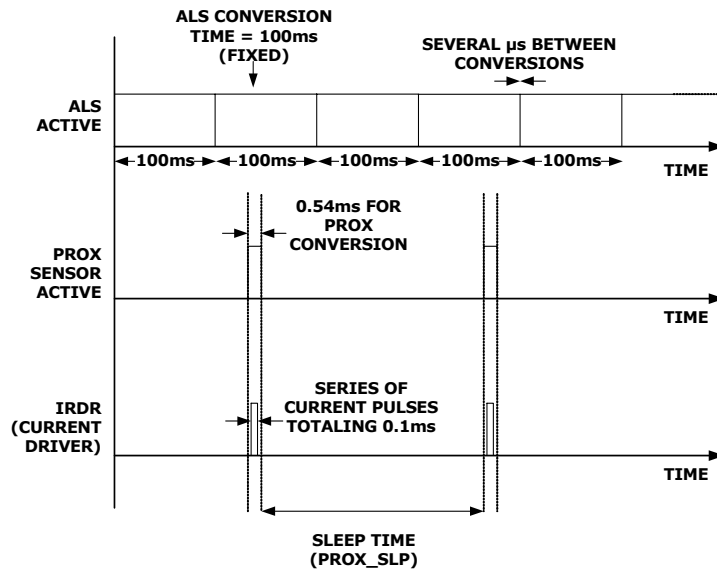 ALS CONVERSION
TIME = 100ms
(FIXED)
SEVERAL µs BETWEEN
CONVERSIONS
ALS
ACTIVE
100ms
100ms
100ms
100ms
100ms
TIME
0.54ms FOR
PROX
CONVERSION
PROX
SENSOR
ACTIVE
TIME
SERIES OF
CURRENT PULSES
TOTALING 0.1ms
IRDR
(CURRENT
DRIVER)
TIME
SLEEP TIME
(PROX_SLP)